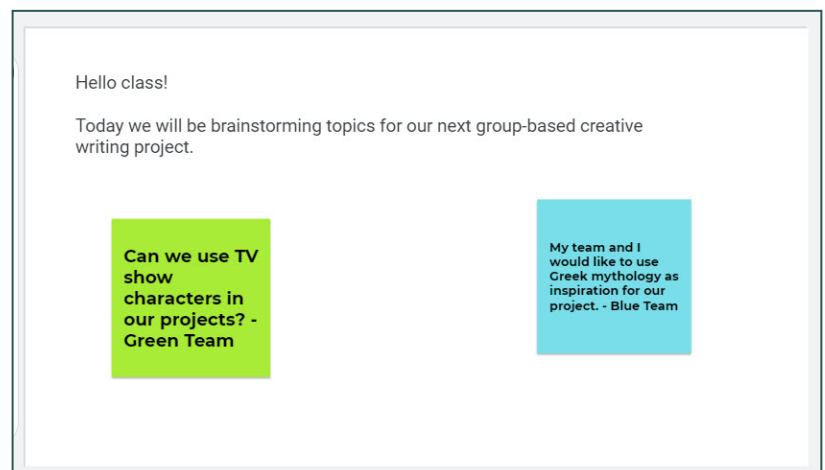 Hello class!
Today we will be brainstorming topics for our next group-based creative
writing project.
Can we use TV
show
characters in
our projects? -
Green Team
My team and I
would like to use
Greek mythology as
inspiration for our
project. - Blue Team